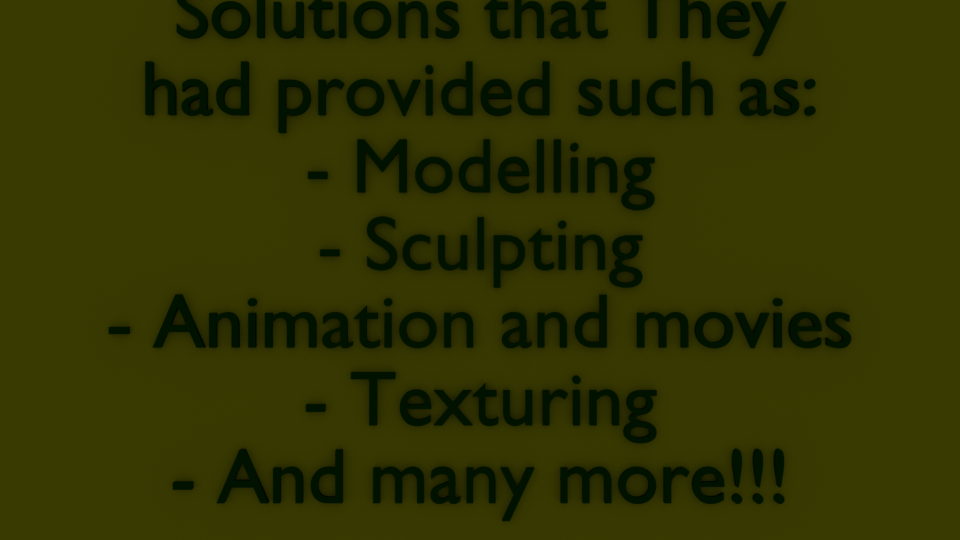 Solutions that They
had provided such as:
- Modelling
- Sculpting
- Animation and movies
- Texturing
- And many more!!!